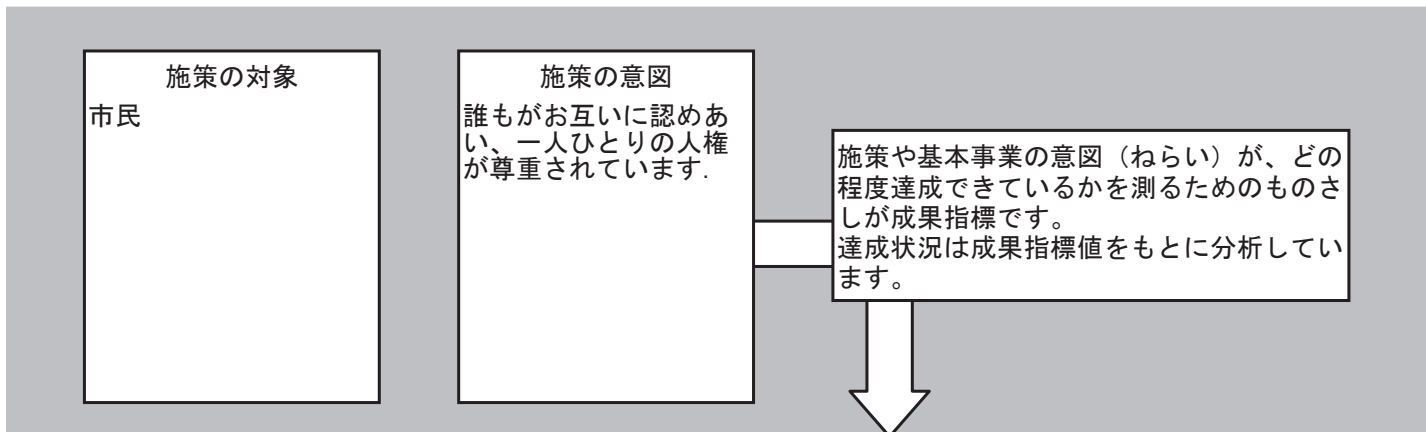 施策の対象
市民
施策の意図
誰もがお互いに認めあ
い、一人ひとりの人権
が尊重されています.
施策や基本事業の意図（ねらい）が、どの
程度達成できているかを測るためのものさ
しが成果指標です。
達成状況は成果指標値をもとに分析してい
ます。